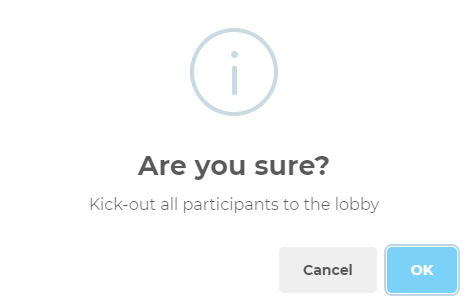 Are you sure?
Kick-out all participants to the lobby
Cancel
OK